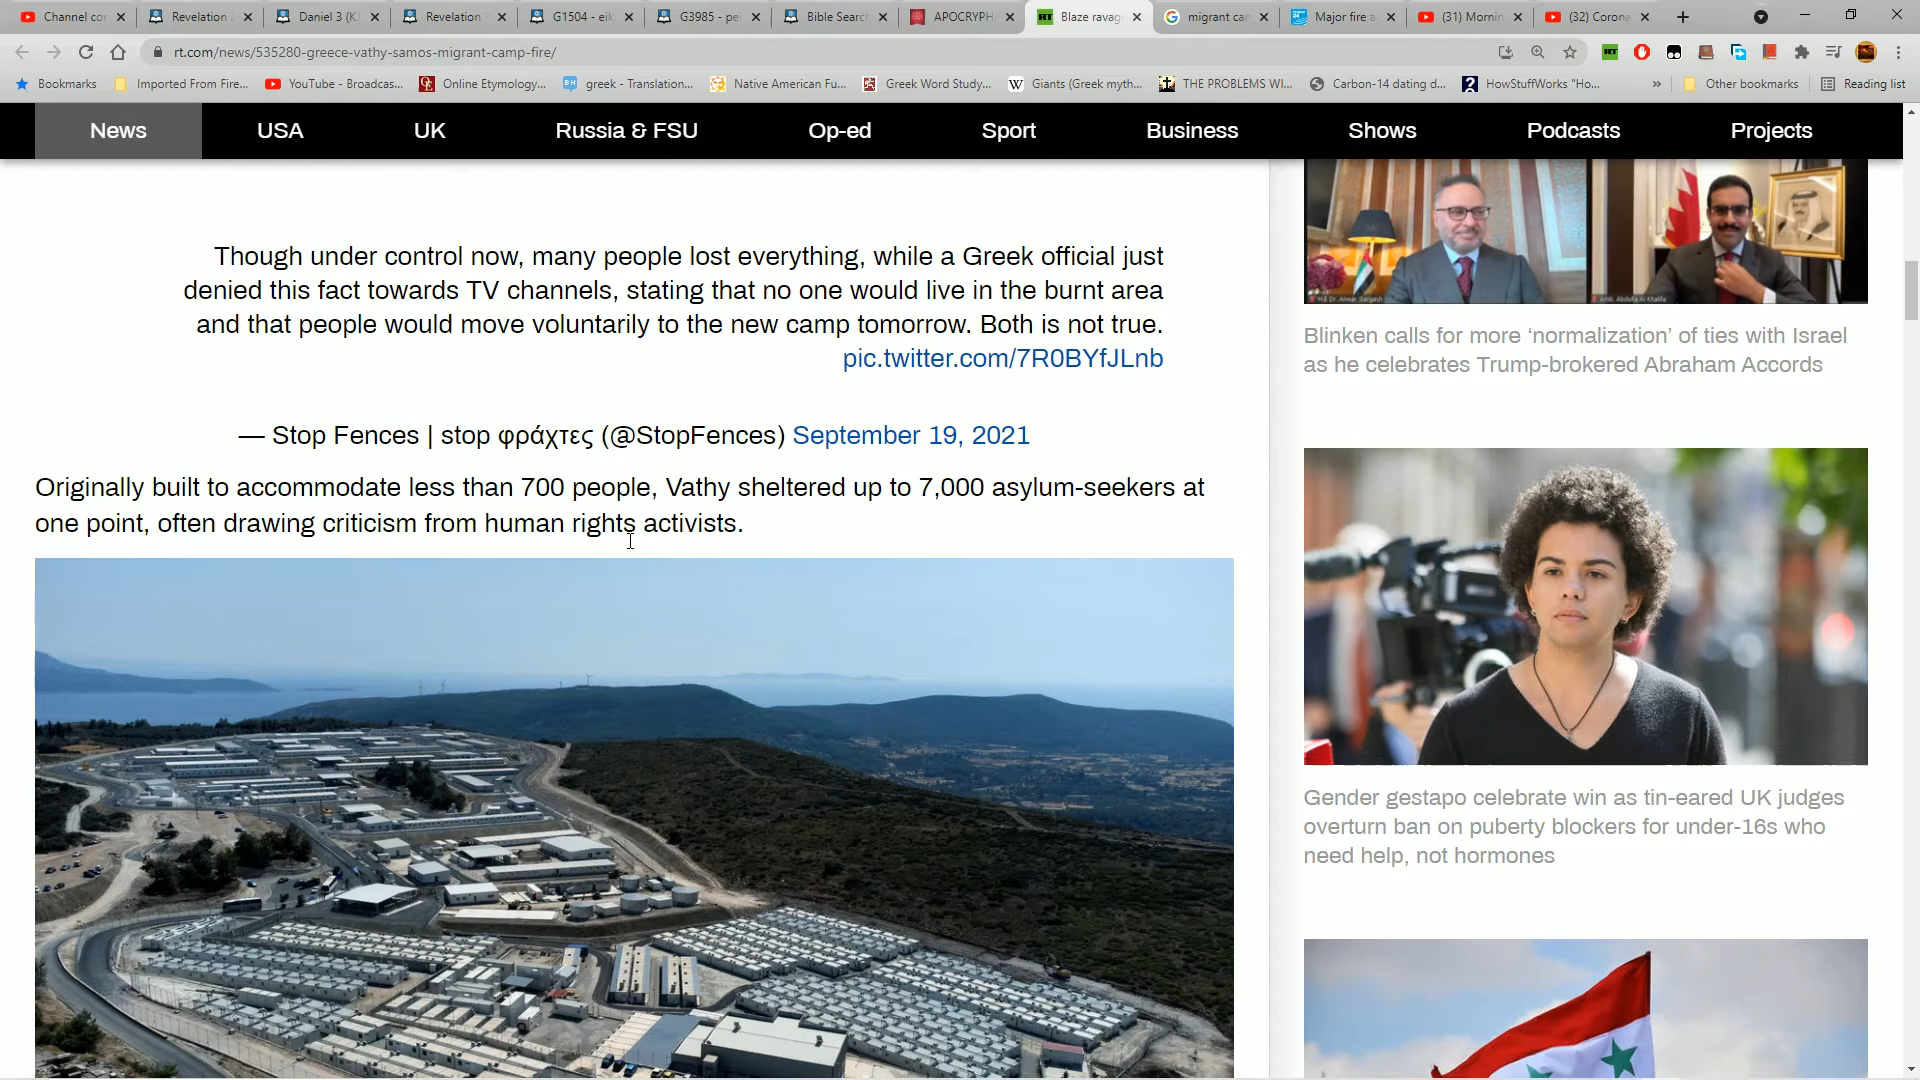 Channel co
Revelation 
Daniel 3 (K
Revelation 
G1504 - eik
G3985 - pe
Bible Searc
APOCRYPH
RT
Blaze ravag
migrant ca
Major fire a
(31) Mornin
(32) Corona
rt.com/news/535280-greece-vathy-samos-migrant-camp-fire/
Bookmarks
Imported From Fire...
YouTube - Broadcas...
Online Etymology...
greek - Translation...
Native American Fu...
Greek Word Study...
Giants (Greek myth...
THE PROBLEMS WI...
Carbon-14 dating d...
HowStuffWorks "Ho...
»
Other bookmarks
Reading list
News
USA
UK
Russia & FSU
Op-ed
Sport
Business
Shows
Podcasts
Projects
Though under control now, many people lost everything, while a Greek official just
denied this fact towards TV channels, stating that no one would live in the burnt area
and that people would move voluntarily to the new camp tomorrow. Both is not true.
pic.twitter.com/7R0BYfJLnb
— Stop Fences | stop φράχτες (@StopFences) September 19, 2021
Originally built to accommodate less than 700 people, Vathy sheltered up to 7,000 asylum-seekers at
one point, often drawing criticism from human rights activists.
H.E Dr. Anwar Gargash
Amb. Abdulla Al Khalifa
Blinken calls for more ‘normalization’ of ties with Israel
as he celebrates Trump-brokered Abraham Accords
Gender gestapo celebrate win as tin-eared UK judges
overturn ban on puberty blockers for under-16s who
need help, not hormones